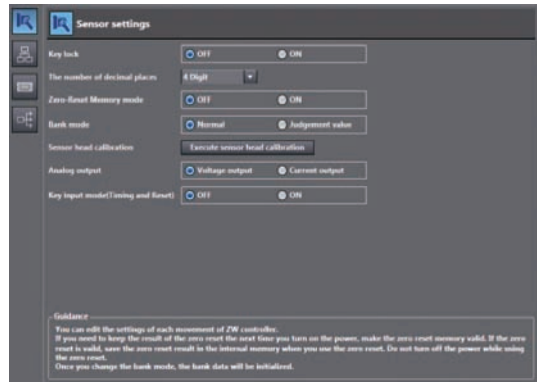 Sensor settings
Key lock OFF ON
The number of decimal places 4 Digit
Zero-Reset Memory mode OFF ON
Bank mode Normal Judgement value
Sensor head calibration Execute sensor head calibration
Analog output Voltage output Current output
Key input mode(Timing and Reset) OFF ON
Guidance
You can edit the settings of each movement of ZW controller.
If you need to keep the result of the zero reset the next time you turn on the power, make the zero reset memory valid. If the zero
reset is vaild, save the zero reset result in the internal memory when you use the zero reset. Do not turn off the power while using
the zero reset.
Once you change the bank mode, the bank data will be initialized.